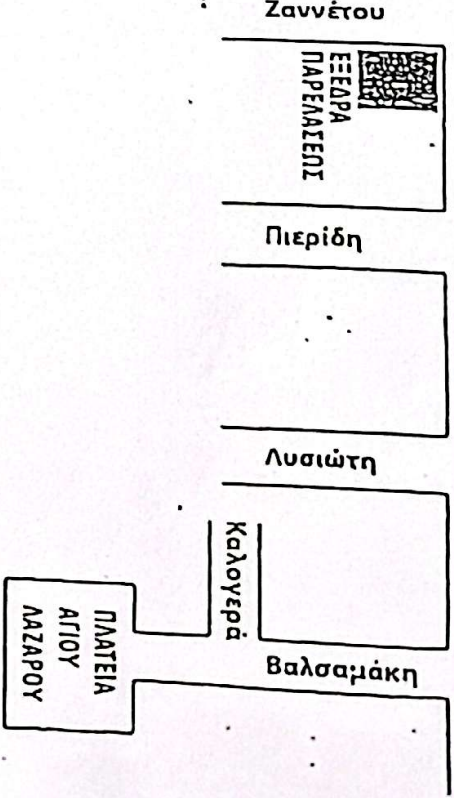 Ζαννέτου
ΕΞΕΔΡΑ
ΠΑΡΕΛΑΣΕΩΣ
Πιερίδη
Λυσιώτη
Καλογερά
Βαλσαμάκη
ΠΛΑΤΕΙΑ
ΑΓΙΟΥ
ΛΑΖΑΡΟΥ